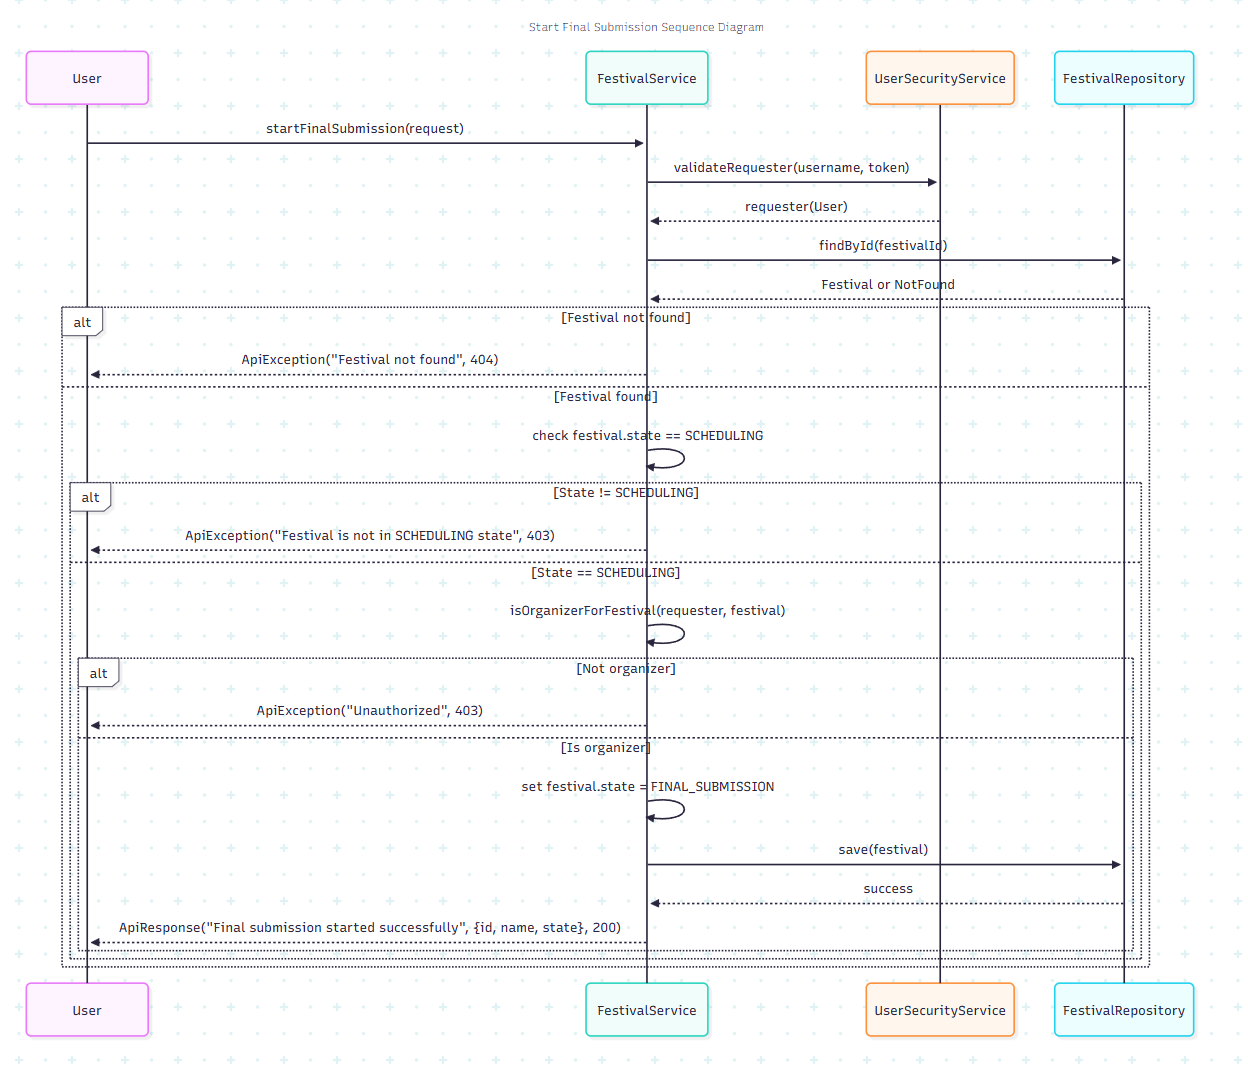 Start Final Submission Sequence Diagram
User
FestivalService
UserSecurityService
FestivalRepository
startFinalSubmission(request)
validateRequester(username, token)
requester(User)
findById(festivalId)
Festival or NotFound
alt
[Festival not found]
ApiException("Festival not found", 404)
[Festival found]
check festival.state == SCHEDULING
alt
[State != SCHEDULING]
ApiException("Festival is not in SCHEDULING state", 403)
[State == SCHEDULING]
isOrganizerForFestival(requester, festival)
alt
[Not organizer]
ApiException("Unauthorized", 403)
[Is organizer]
set festival.state = FINAL_SUBMISSION
save(festival)
success
ApiResponse("Final submission started successfully", {id, name, state}, 200)
User
FestivalService
UserSecurityService
FestivalRepository